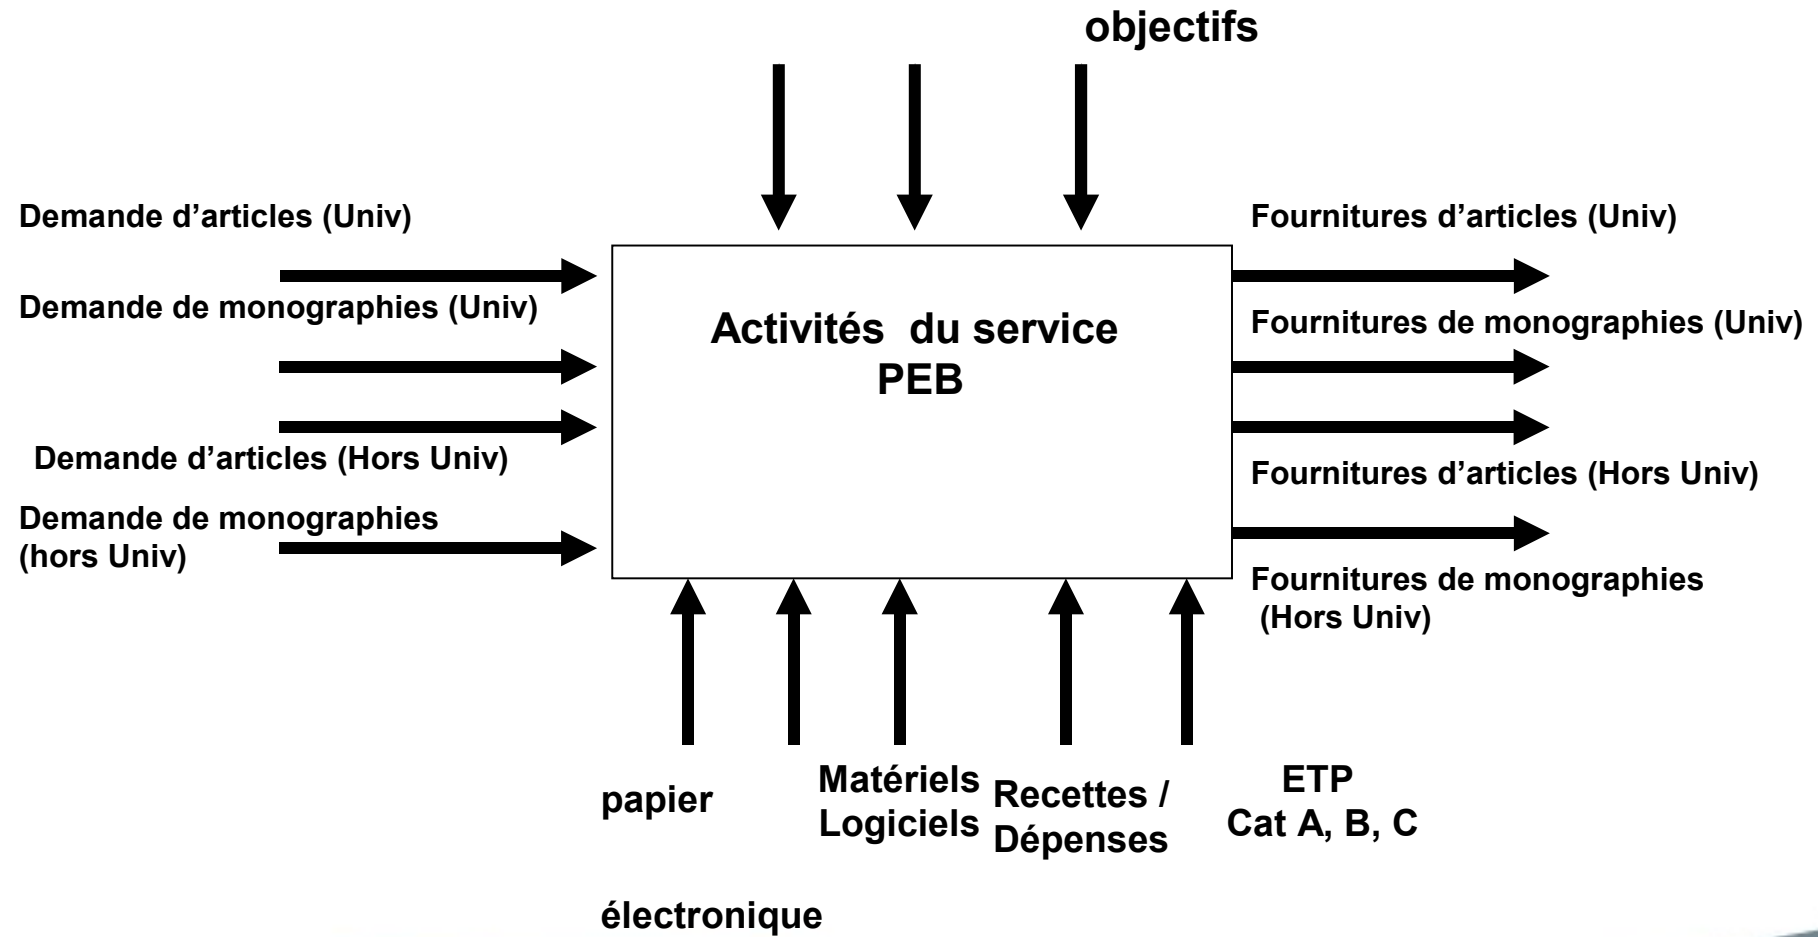 objectifs
Demande d’articles (Univ)
Demande de monographies (Univ)
Demande d’articles (Hors Univ)
Demande de monographies
(hors Univ)
Activités  du service
PEB
Fournitures d’articles (Univ)
Fournitures de monographies (Univ)
Fournitures d’articles (Hors Univ)
Fournitures de monographies
(Hors Univ)
papier
électronique
Matériels
Logiciels
Recettes /
Dépenses
ETP
Cat A, B, C